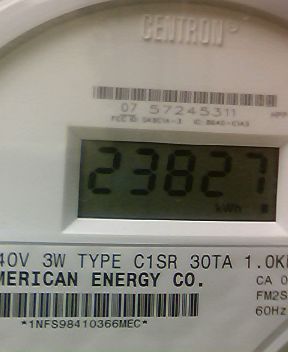 CENTRON
07 57245311
23827
kWh
40V 3W TYPE C1SR 30TA 1.0K
MERICAN ENERGY CO.
CA 0
FM2S
60Hz
*1NFS98410366MEC*